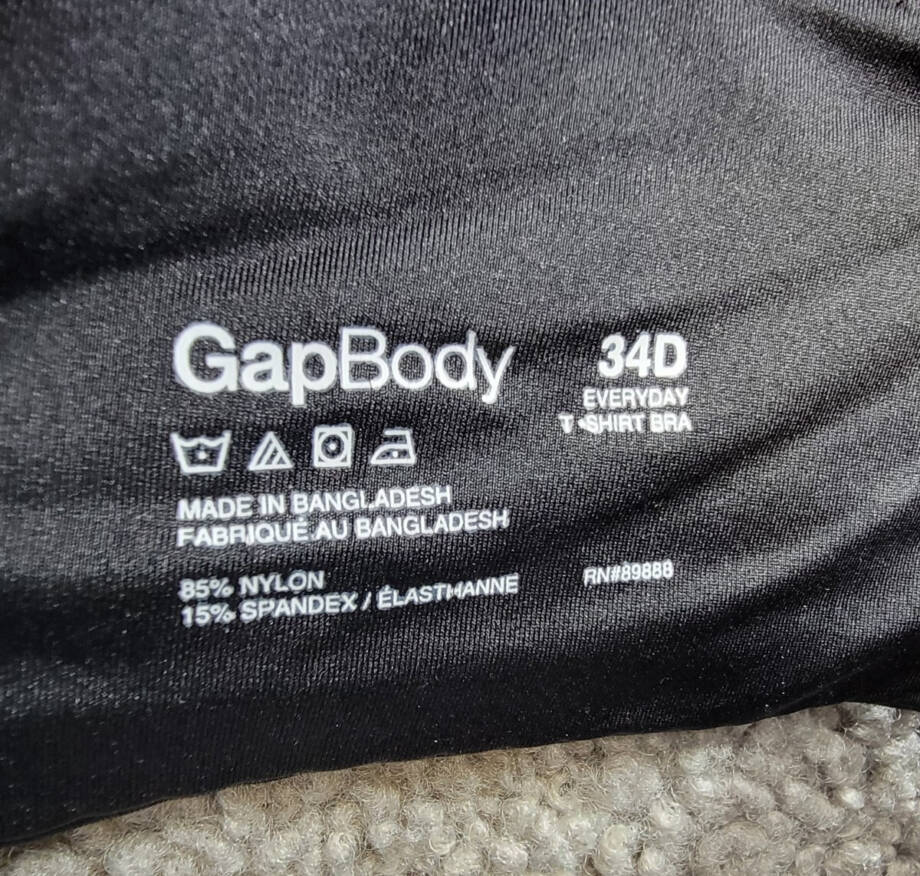 GapBody
34D
EVERYDAY
T-SHIRT BRA
MADE IN BANGLADESH
FABRIQUÉ AU BANGLADESH
85% NYLON
15% SPANDEX / ÉLASTHANNE
RN#89888